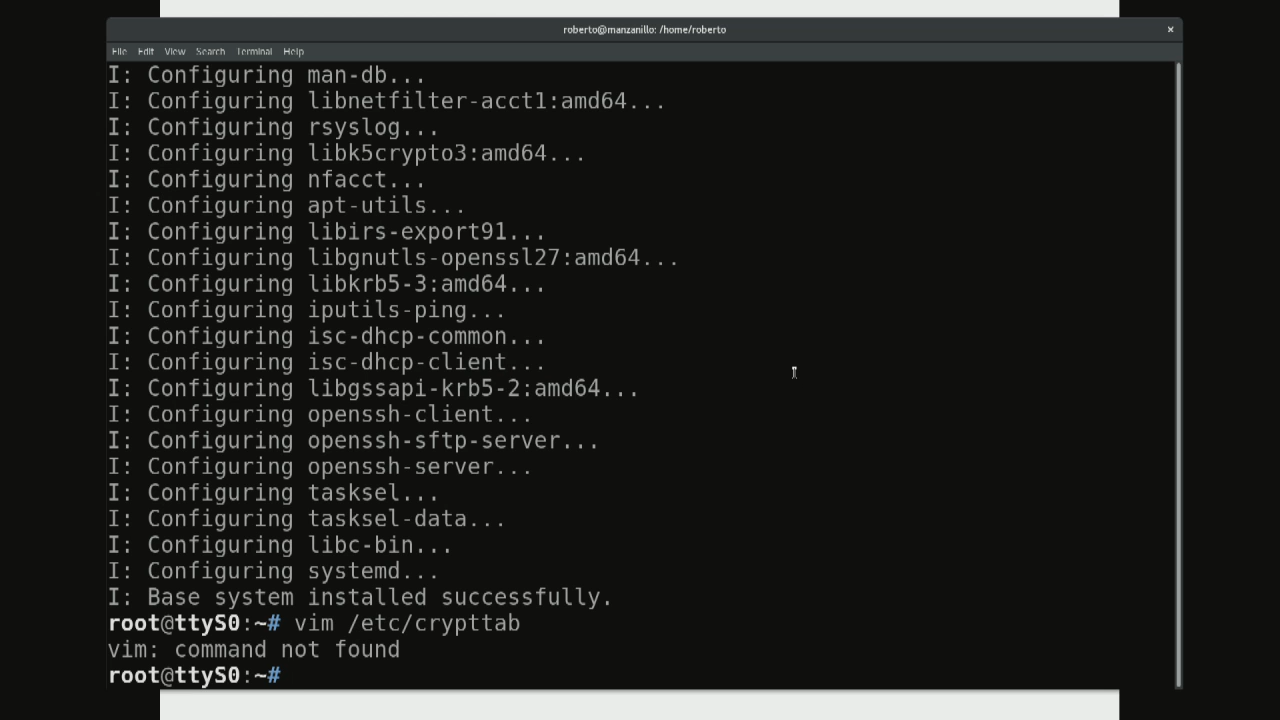 roberto@manzanillo: /home/roberto
×
File Edit View Search Terminal Help
I: Configuring man-db...
I: Configuring libnetfilter-acct1:amd64...
I: Configuring rsyslog...
I: Configuring libk5crypto3:amd64...
I: Configuring nfacct...
I: Configuring apt-utils...
I: Configuring libirs-export91...
I: Configuring libgnutls-openssl27:amd64...
I: Configuring libkrb5-3:amd64...
I: Configuring iputils-ping...
I: Configuring isc-dhcp-common...
I: Configuring isc-dhcp-client...
I: Configuring libgssapi-krb5-2:amd64...
I: Configuring openssh-client...
I: Configuring openssh-sftp-server...
I: Configuring openssh-server...
I: Configuring tasksel...
I: Configuring tasksel-data...
I: Configuring libc-bin...
I: Configuring systemd...
I: Base system installed successfully.
root@ttyS0:~# vim /etc/crypttab
vim: command not found
root@ttyS0:~#